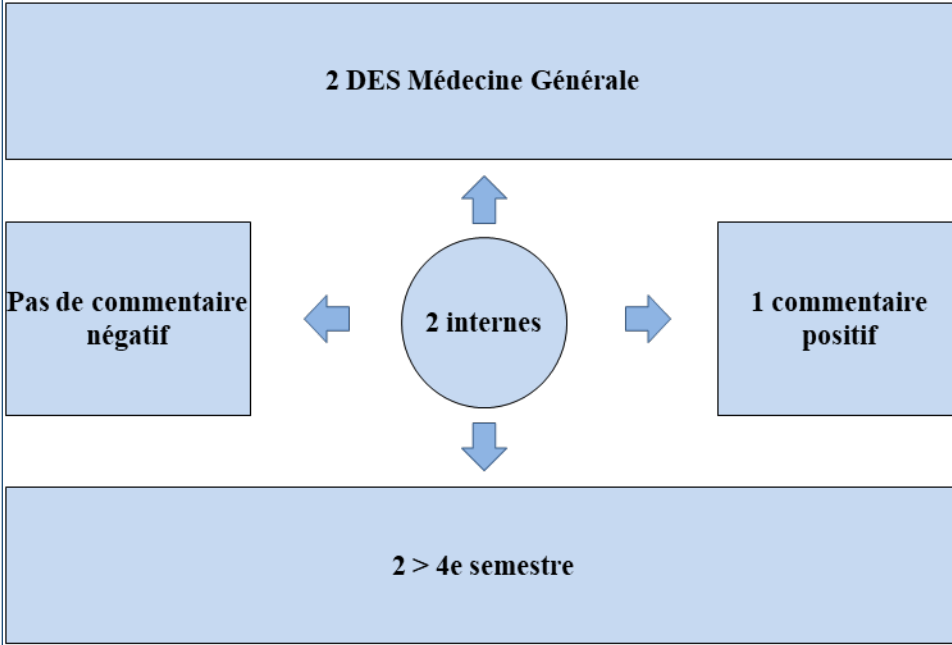 2 DES Médecine Générale
Pas de commentaire
négatif
2 internes
1 commentaire
positif
2 > 4e semestre